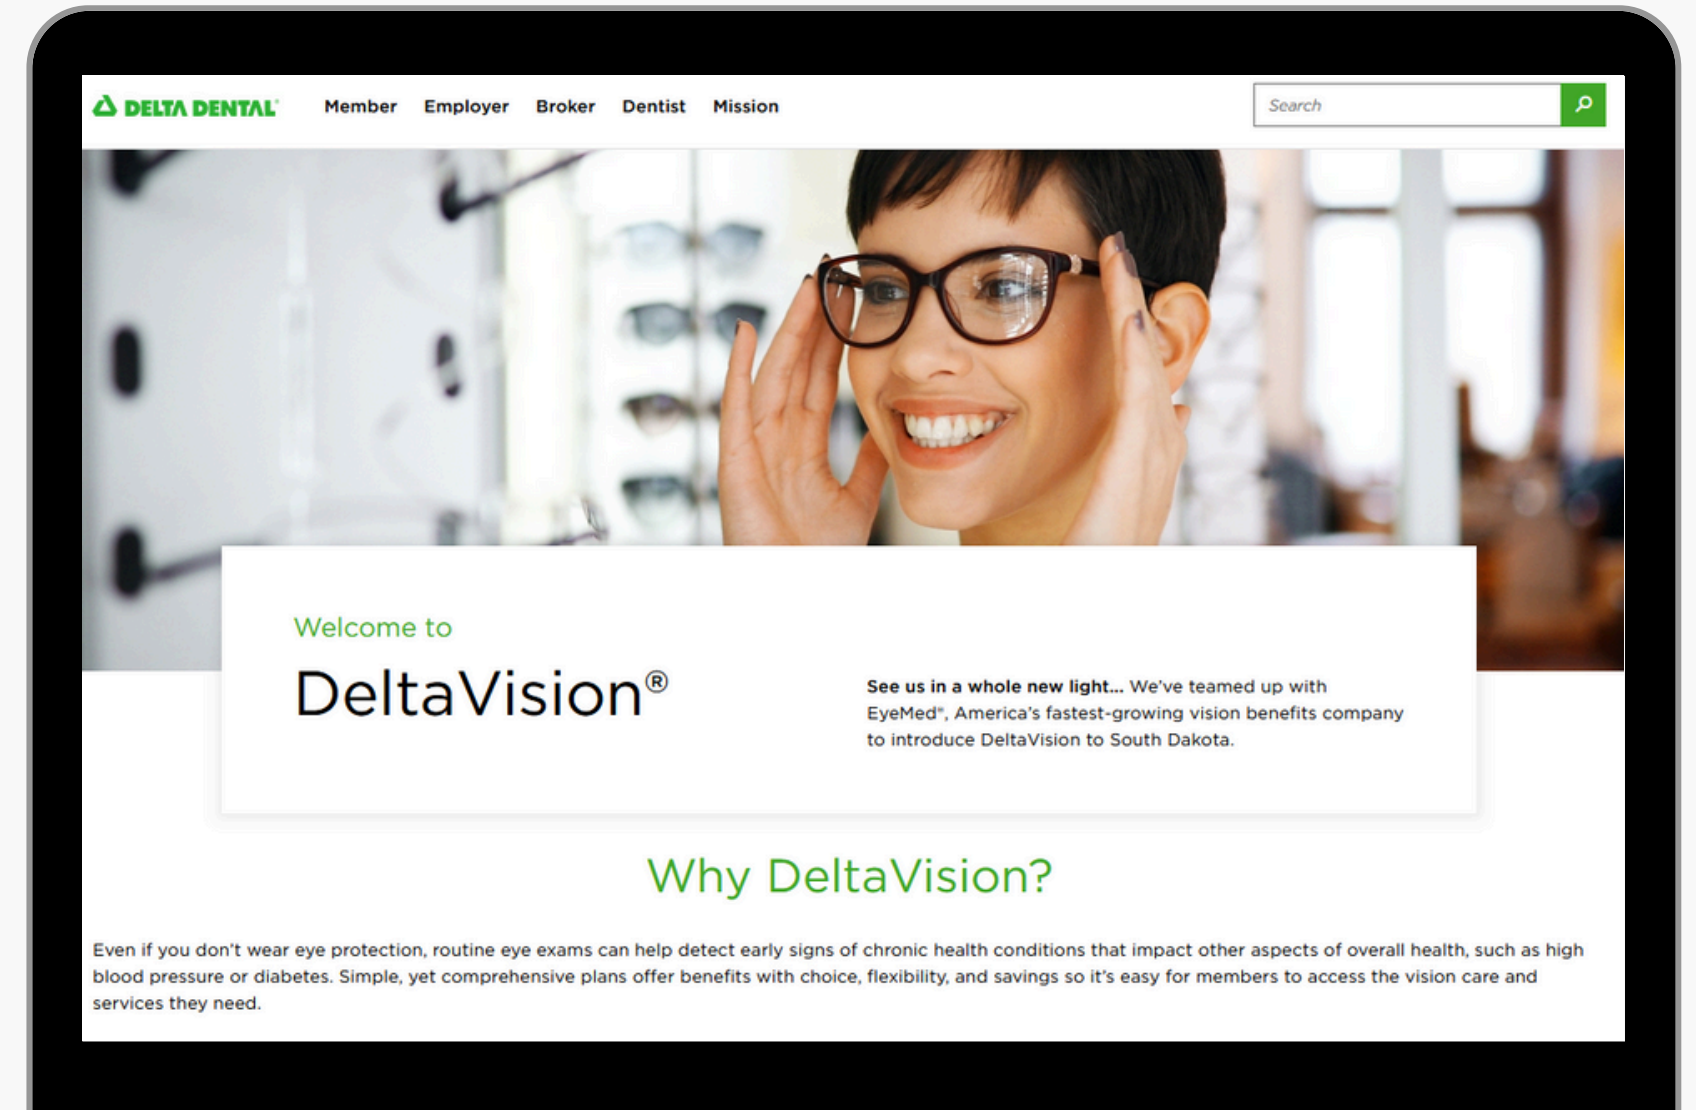 DELTA DENTAL®
Member Employer Broker Dentist Mission
Search
Welcome to
DeltaVision®
See us in a whole new light... We've teamed up with
EyeMed®, America's fastest-growing vision benefits company
to introduce DeltaVision to South Dakota.
Why DeltaVision?
Even if you don't wear eye protection, routine eye exams can help detect early signs of chronic health conditions that impact other aspects of overall health, such as high
blood pressure or diabetes. Simple, yet comprehensive plans offer benefits with choice, flexibility, and savings so it's easy for members to access the vision care and
services they need.